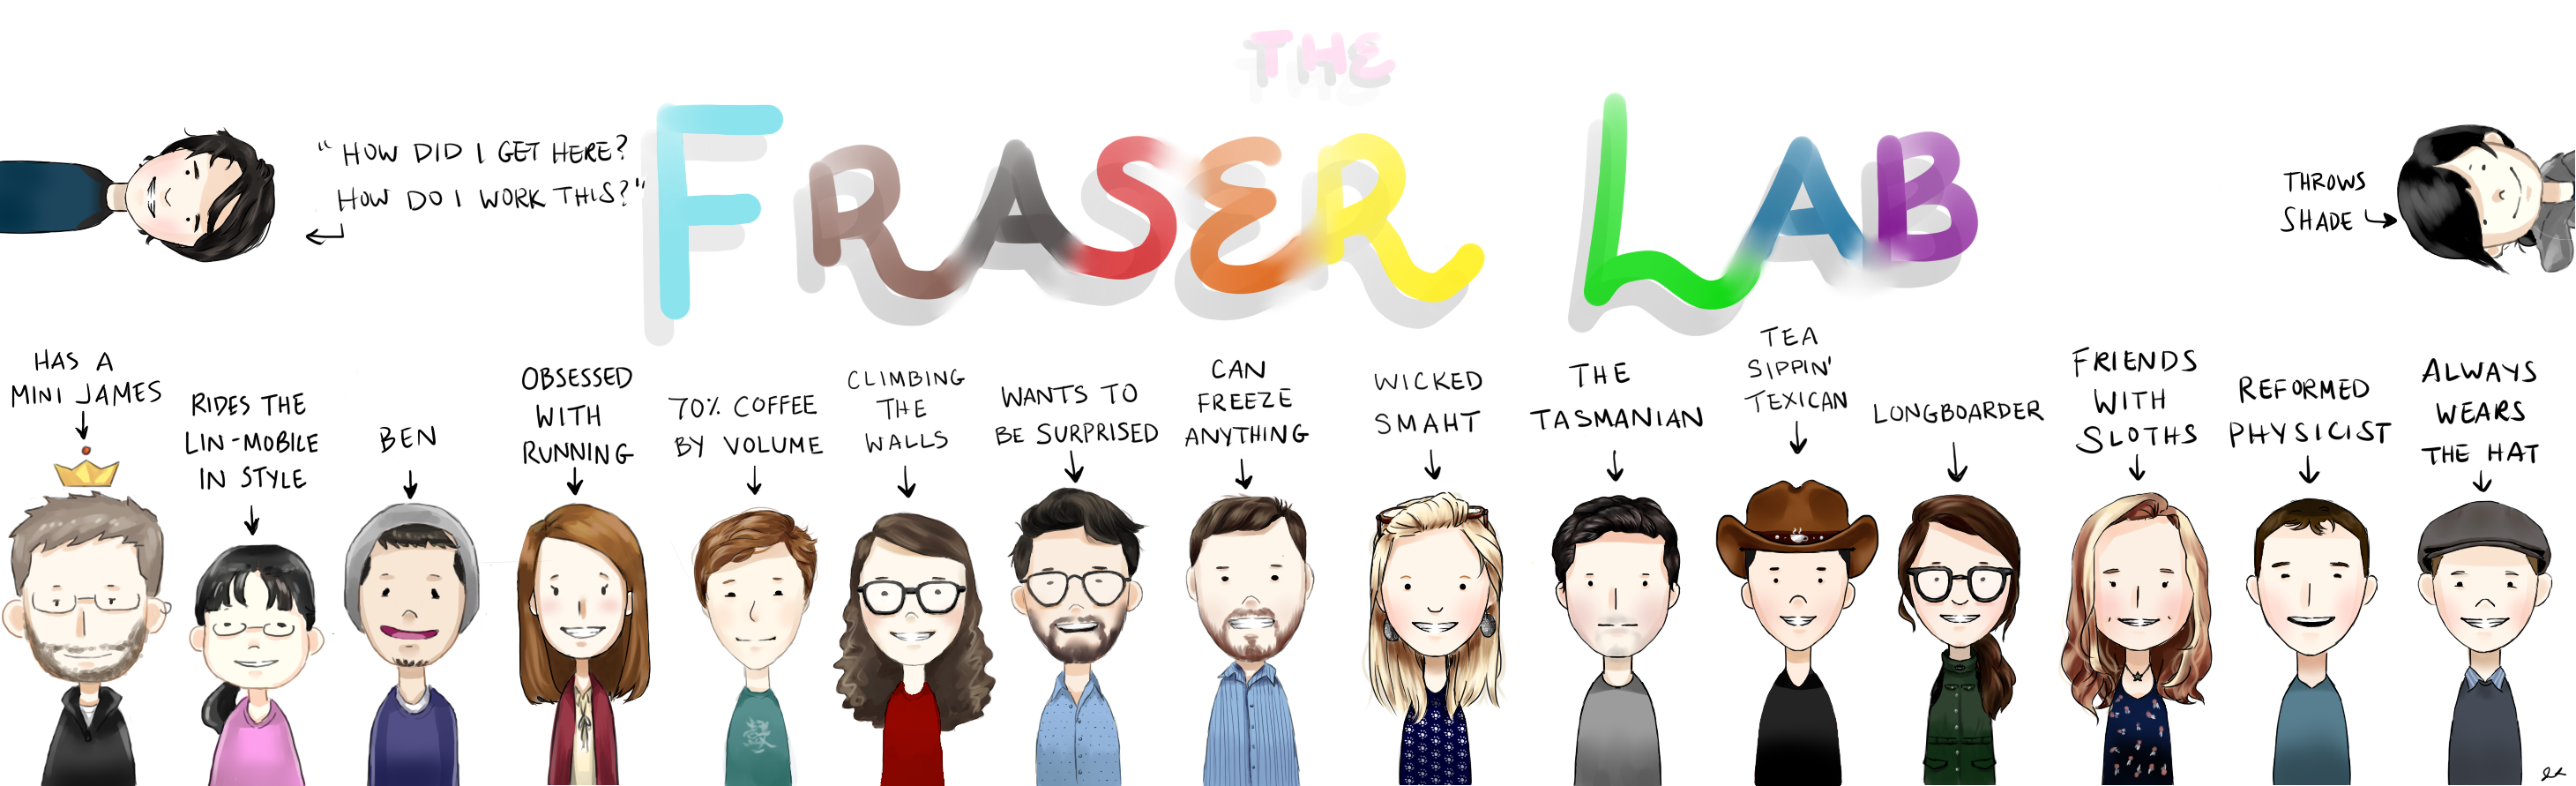 THE
FRASER LAB
"HOW DID I GET HERE?
HOW DO I WORK THIS?"
THROWS
SHADE
HAS A
MINI JAMES
RIDES THE
LIN-MOBILE
IN STYLE
BEN
OBSESSED
WITH
RUNNING
70% COFFEE
BY VOLUME
CLIMBING
THE
WALLS
WANTS TO
BE SURPRISED
CAN
FREEZE
ANYTHING
WICKED
SMAHT
THE
TASMANIAN
TEA
SIPPIN'
TEXICAN
LONGBOARDER
FRIENDS
WITH
SLOTHS
REFORMED
PHYSICIST
ALWAYS
WEARS
THE HAT
鼓